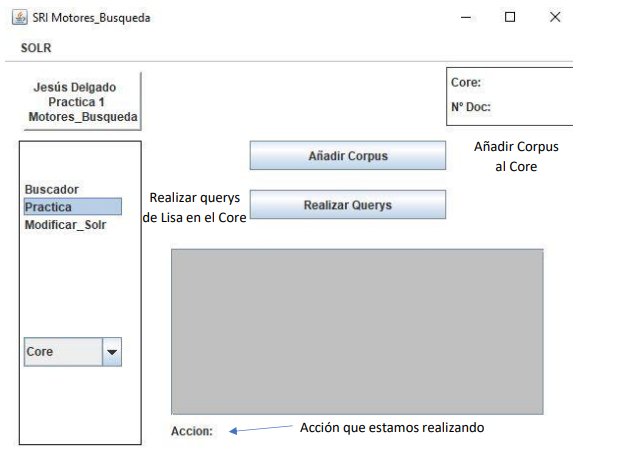 SRI Motores_Busqueda
SOLR
Jesús Delgado
Practica 1
Motores_Busqueda
Core:
Nº Doc:
Añadir Corpus
Añadir Corpus
al Core
Buscador
Practica
Modificar_Solr
Realizar querys
de Lisa en el Core
Realizar Querys
Core
Accion:
Acción que estamos realizando